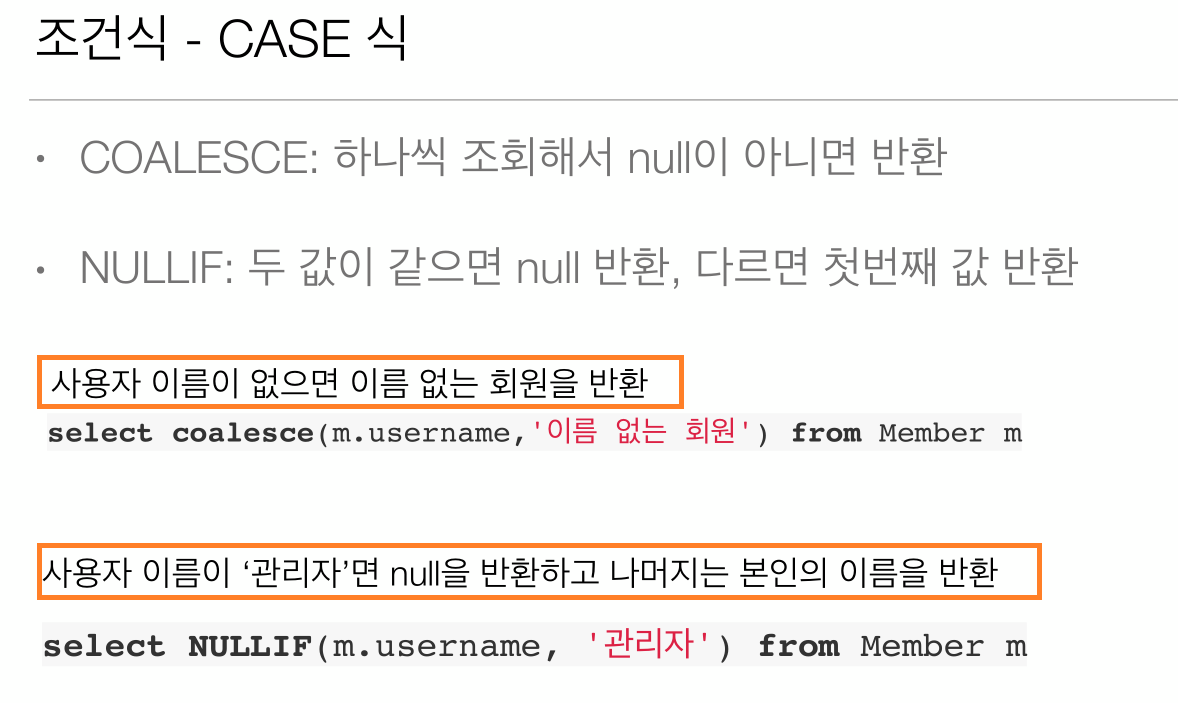 조건식 - CASE 식
• COALESCE: 하나씩 조회해서 null이 아니면 반환
• NULLIF: 두 값이 같으면 null 반환, 다르면 첫번째 값 반환
사용자 이름이 없으면 이름 없는 회원을 반환
select coalesce(m.username,'이름 없는 회원') from Member m
사용자 이름이 ‘관리자’면 null을 반환하고 나머지는 본인의 이름을 반환
select NULLIF(m.username, '관리자') from Member m